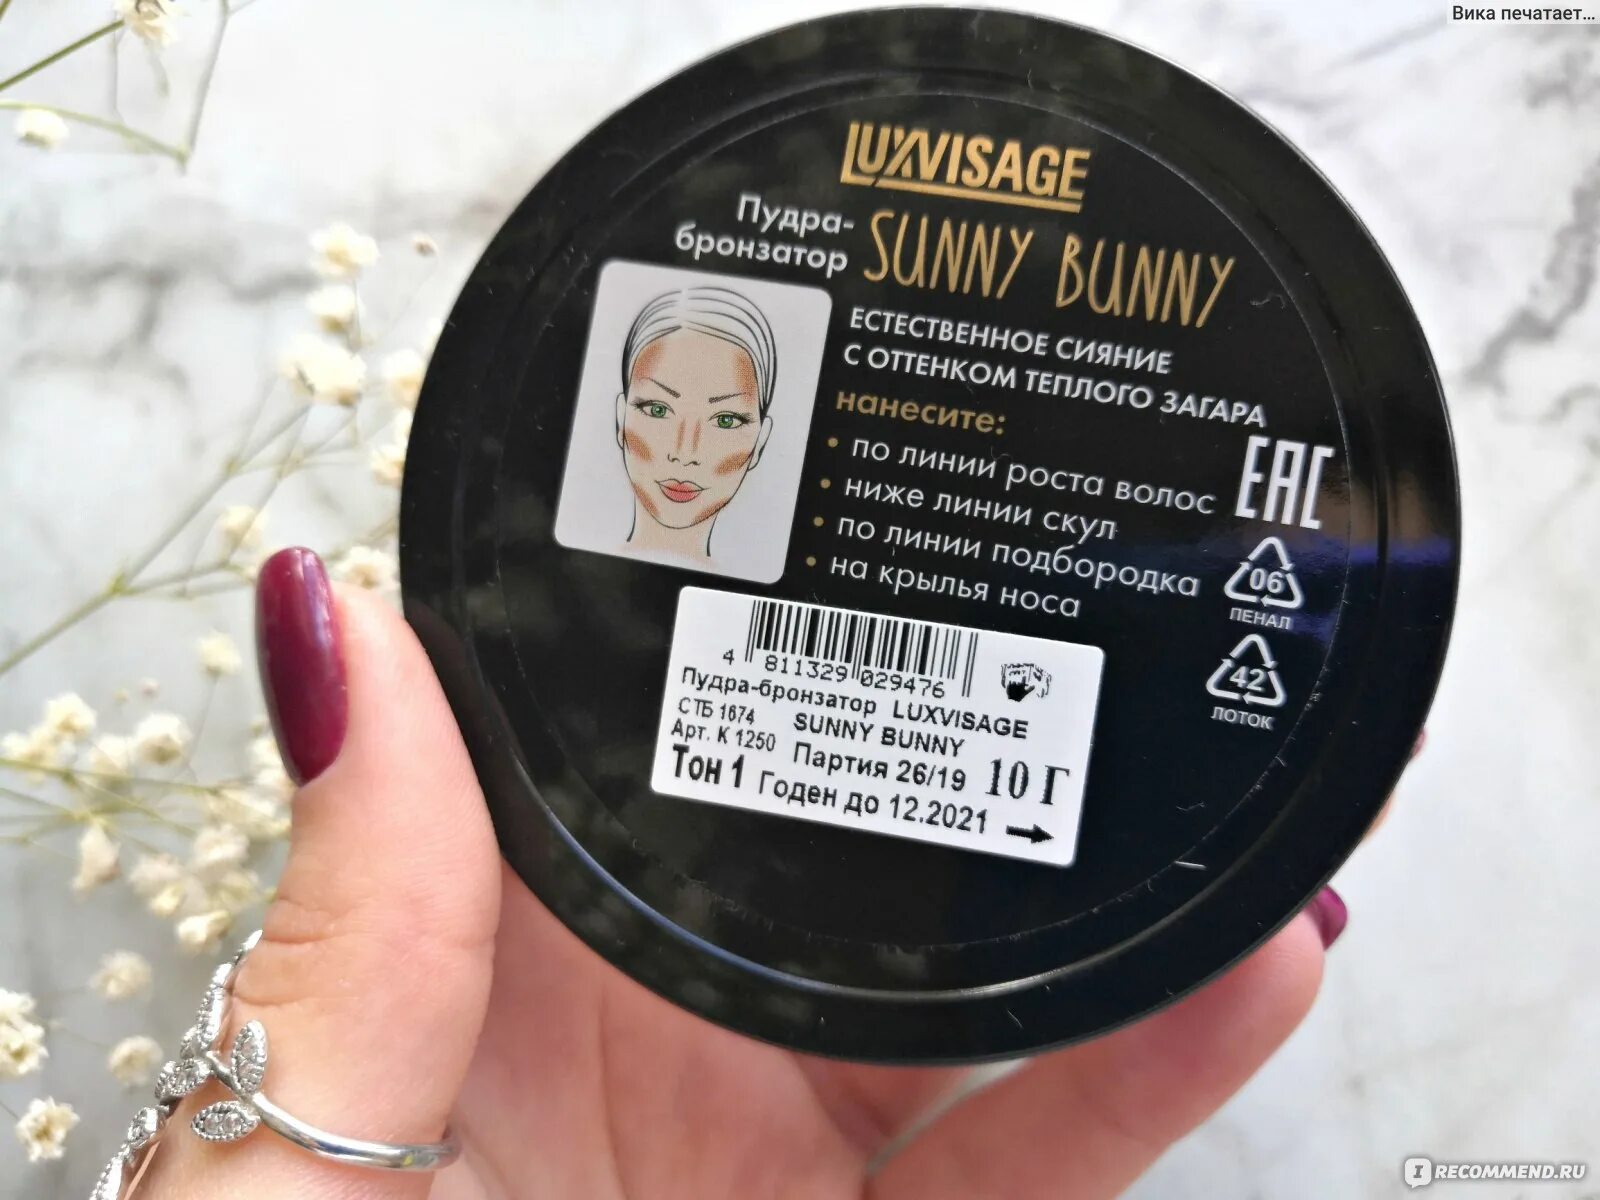 Вика печатает...
LUXVISAGE
Пудра-
бронзатор
SUNNY BUNNY
ЕСТЕСТВЕННОЕ СИЯНИЕ
С ОТТЕНКОМ ТЕПЛОГО ЗАГАРА
нанесите:
• по линии роста волос
• ниже линии скул
• по линии подбородка
• на крылья носа
EAC
06
ПЕНАЛ
42
ЛОТОК
4 811329 029476
Пудра-бронзатор LUXVISAGE
СТБ 1674 SUNNY BUNNY
Арт. К 1250 Партия 26/19 10 Г
Тон 1 Годен до 12.2021
I RECOMMEND.RU